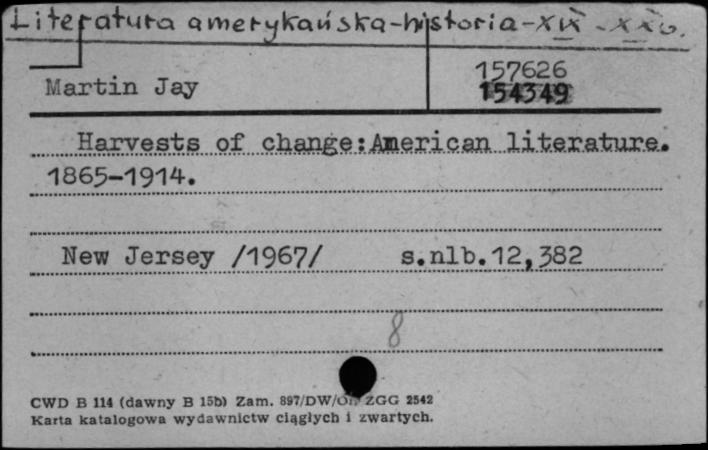 Literatura amerykańska-historia-XIX-XXw.
157626
Martin Jay 154349
Harvests of change:American literature.
1865-1914.
New Jersey /1967/ s.nlb.12,382
8
CWD B 114 (dawny B 15b) Zam. 897/DW/ ZGG 2542
Karta katalogowa wydawnictw ciągłych i zwartych.